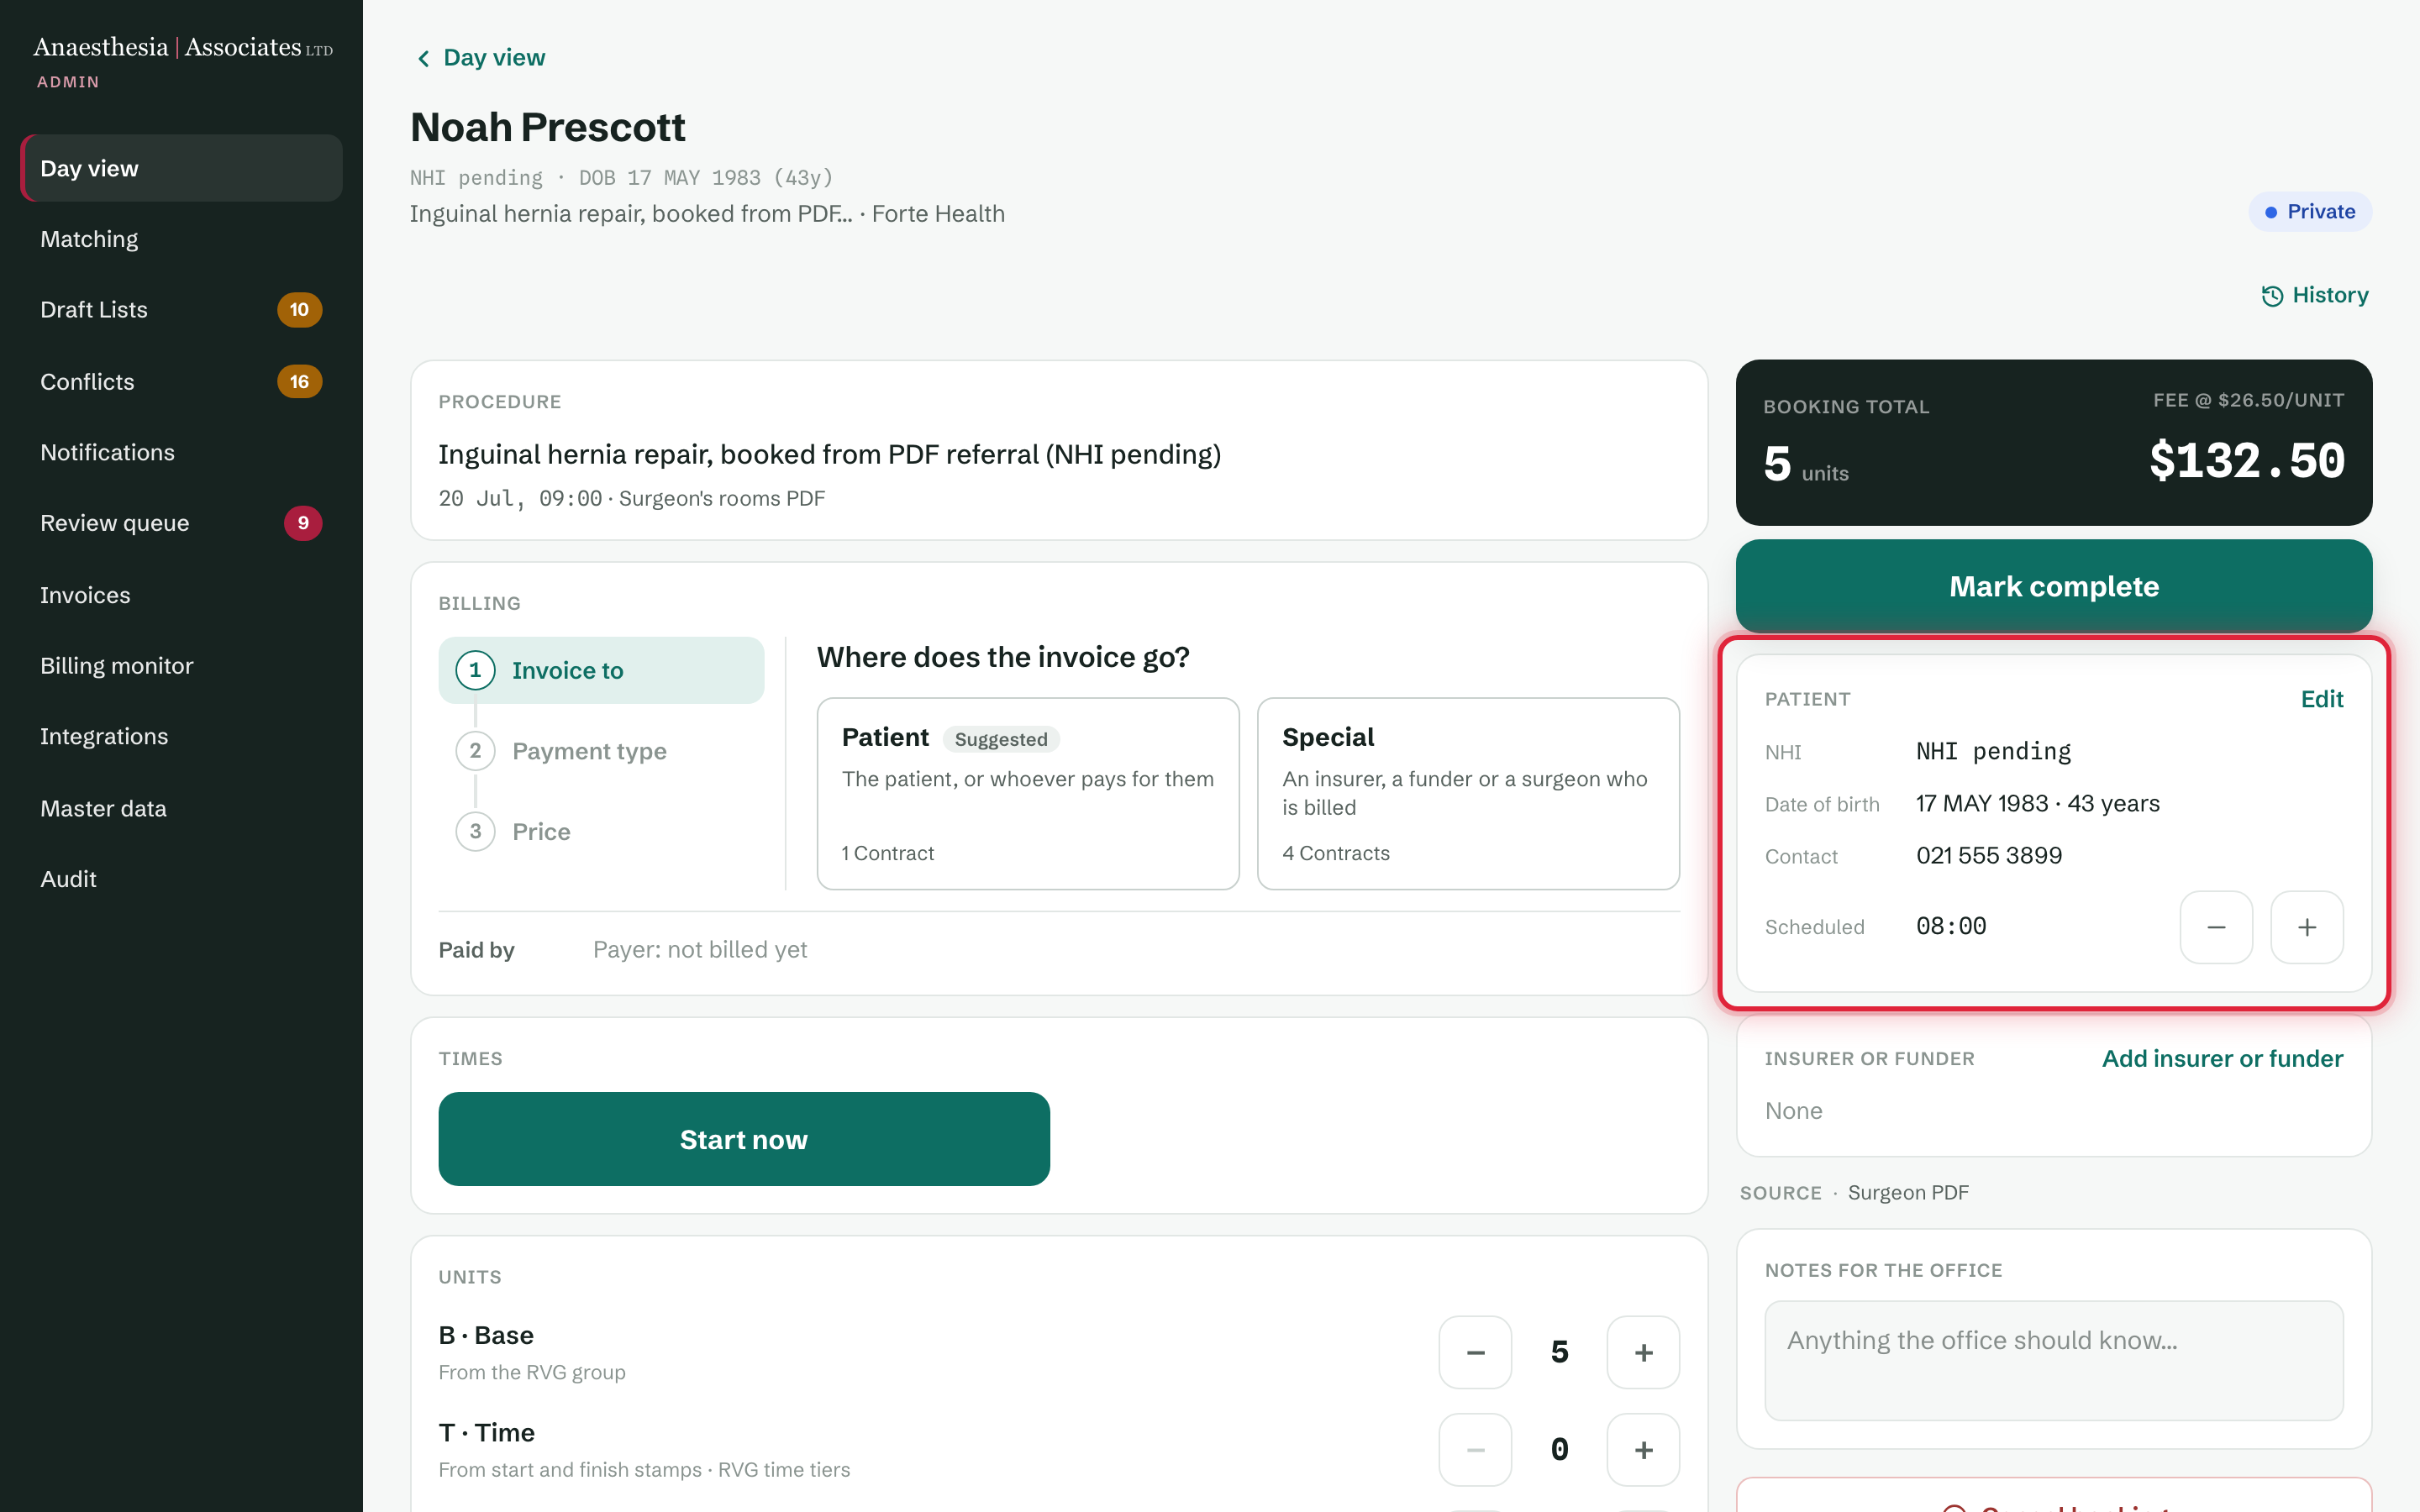 Anaesthesia | Associates LTD
ADMIN
Day view
Matching
Draft Lists 10
Conflicts 16
Notifications
Review queue 9
Invoices
Billing monitor
Integrations
Master data
Audit
Day view
Noah Prescott
NHI pending · DOB 17 MAY 1983 (43y)
Inguinal hernia repair, booked from PDF... · Forte Health
Private
History
PROCEDURE
Inguinal hernia repair, booked from PDF referral (NHI pending)
20 Jul, 09:00 · Surgeon's rooms PDF
BILLING
1 Invoice to
2 Payment type
3 Price
Where does the invoice go?
Patient Suggested
The patient, or whoever pays for them
1 Contract
Special
An insurer, a funder or a surgeon who
is billed
4 Contracts
Paid by Payer: not billed yet
TIMES
Start now
UNITS
B · Base
From the RVG group
− 5 +
T · Time
From start and finish stamps · RVG time tiers
− 0 +
BOOKING TOTAL
5 units
FEE @ $26.50/UNIT
$132.50
Mark complete
PATIENT Edit
NHI NHI pending
Date of birth 17 MAY 1983 · 43 years
Contact 021 555 3899
Scheduled 08:00 − +
INSURER OR FUNDER Add insurer or funder
None
SOURCE · Surgeon PDF
NOTES FOR THE OFFICE
Anything the office should know...